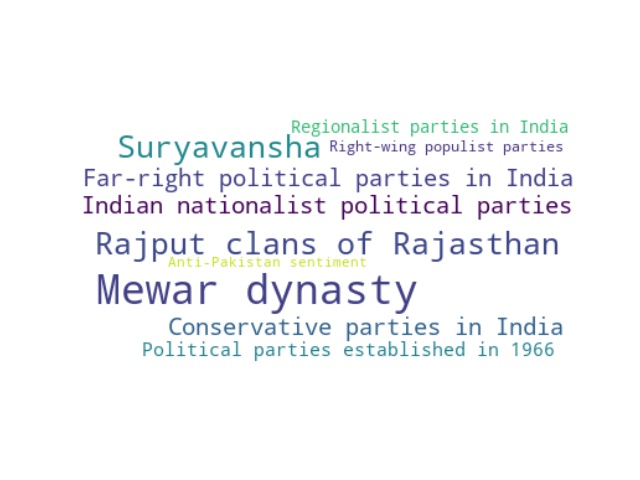 Regionalist parties in India
Suryavansha
Right-wing populist parties
Far-right political parties in India
Indian nationalist political parties
Rajput clans of Rajasthan
Anti-Pakistan sentiment
Mewar dynasty
Conservative parties in India
Political parties established in 1966